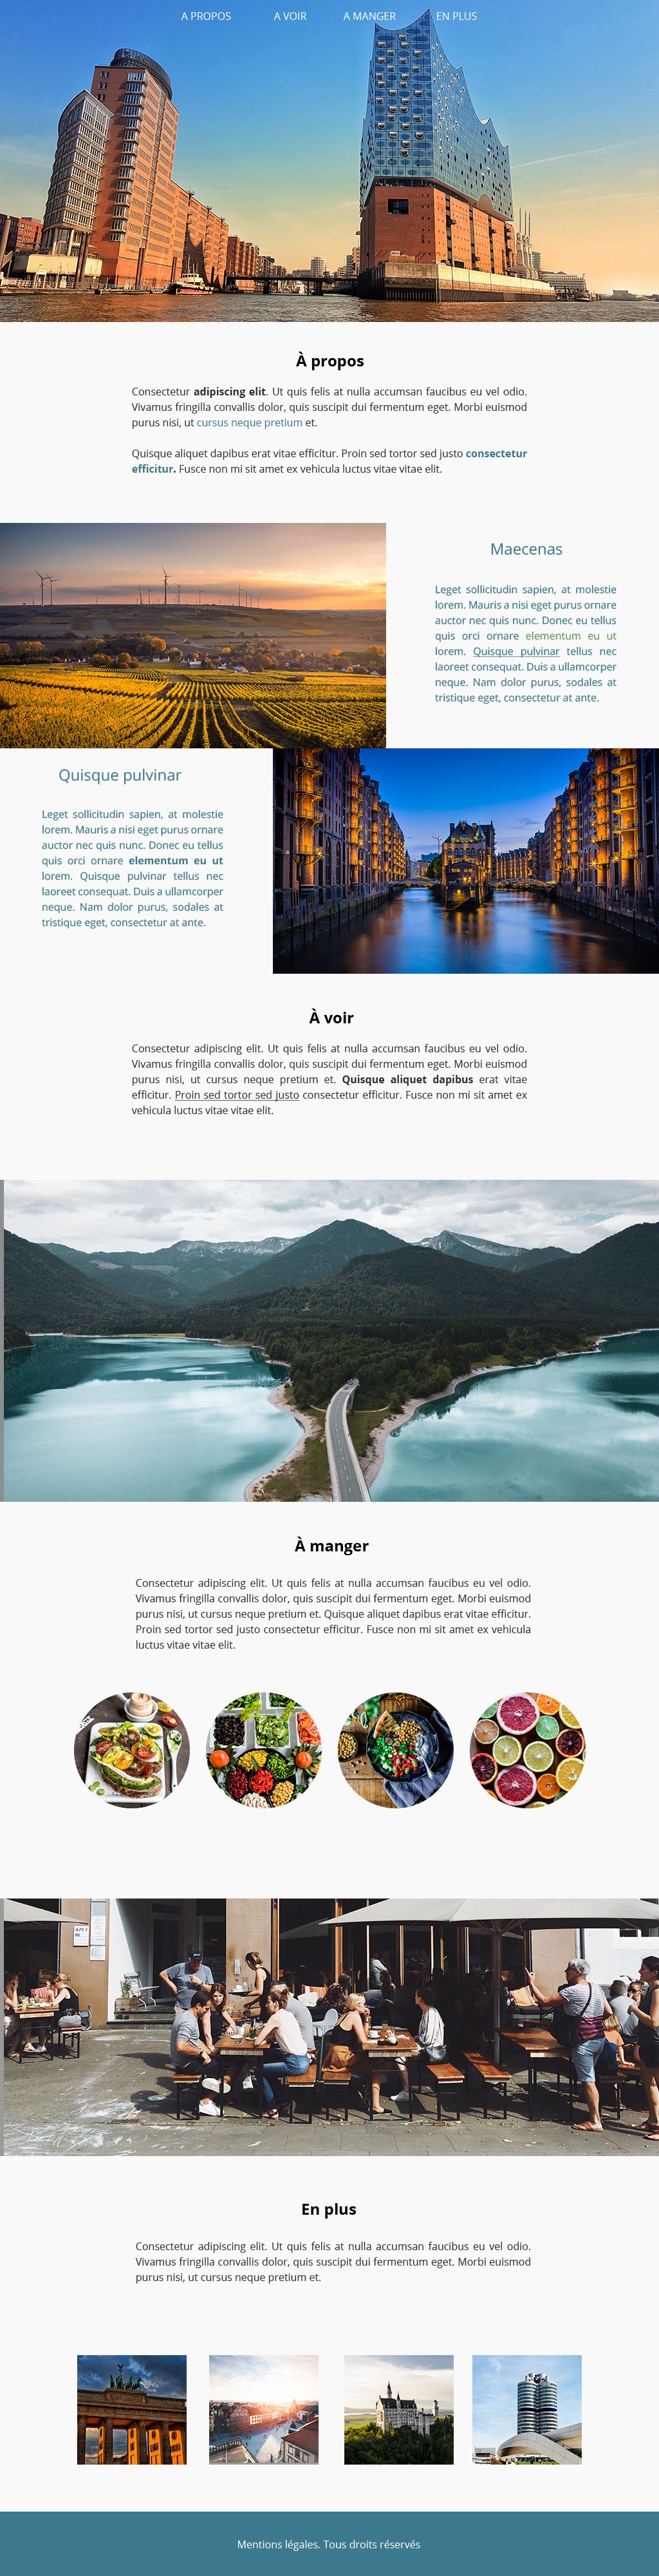 A PROPOS A VOIR A MANGER EN PLUS
À propos
Consectetur adipiscing elit. Ut quis felis at nulla accumsan faucibus eu vel odio.
Vivamus fringilla convallis dolor, quis suscipit dui fermentum eget. Morbi euismod
purus nisi, ut cursus neque pretium et.
Quisque aliquet dapibus erat vitae efficitur. Proin sed tortor sed justo consectetur
efficitur. Fusce non mi sit amet ex vehicula luctus vitae vitae elit.
Maecenas
Leget sollicitudin sapien, at molestie
lorem. Mauris a nisi eget purus ornare
auctor nec quis nunc. Donec eu tellus
quis orci ornare elementum eu ut
lorem. Quisque pulvinar tellus nec
laoreet consequat. Duis a ullamcorper
neque. Nam dolor purus, sodales at
tristique eget, consectetur at ante.
Quisque pulvinar
Leget sollicitudin sapien, at molestie
lorem. Mauris a nisi eget purus ornare
auctor nec quis nunc. Donec eu tellus
quis orci ornare elementum eu ut
lorem. Quisque pulvinar tellus nec
laoreet consequat. Duis a ullamcorper
neque. Nam dolor purus, sodales at
tristique eget, consectetur at ante.
À voir
Consectetur adipiscing elit. Ut quis felis at nulla accumsan faucibus eu vel odio.
Vivamus fringilla convallis dolor, quis suscipit dui fermentum eget. Morbi euismod
purus nisi, ut cursus neque pretium et. Quisque aliquet dapibus erat vitae
efficitur. Proin sed tortor sed justo consectetur efficitur. Fusce non mi sit amet ex
vehicula luctus vitae vitae elit.
À manger
Consectetur adipiscing elit. Ut quis felis at nulla accumsan faucibus eu vel odio.
Vivamus fringilla convallis dolor, quis suscipit dui fermentum eget. Morbi euismod
purus nisi, ut cursus neque pretium et. Quisque aliquet dapibus erat vitae efficitur.
Proin sed tortor sed justo consectetur efficitur. Fusce non mi sit amet ex vehicula
luctus vitae vitae elit.
En plus
Consectetur adipiscing elit. Ut quis felis at nulla accumsan faucibus eu vel odio.
Vivamus fringilla convallis dolor, quis suscipit dui fermentum eget. Morbi euismod
purus nisi, ut cursus neque pretium et.
Mentions légales. Tous droits réservés